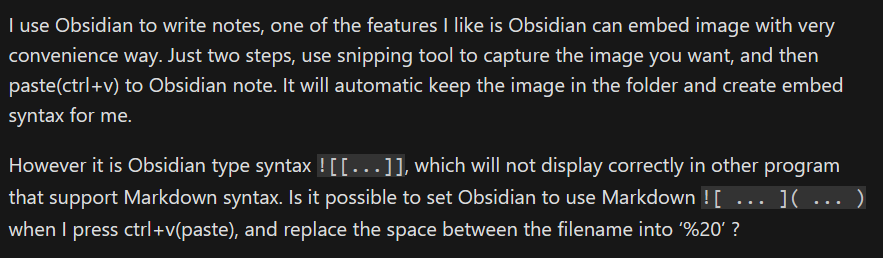 I use Obsidian to write notes, one of the features I like is Obsidian can embed image with very
convenience way. Just two steps, use snipping tool to capture the image you want, and then
paste(ctrl+v) to Obsidian note. It will automatic keep the image in the folder and create embed
syntax for me.
However it is Obsidian type syntax ![[...]], which will not display correctly in other program
that support Markdown syntax. Is it possible to set Obsidian to use Markdown ![ ... ]( ... )
when I press ctrl+v(paste), and replace the space between the filename into ‘%20’ ?